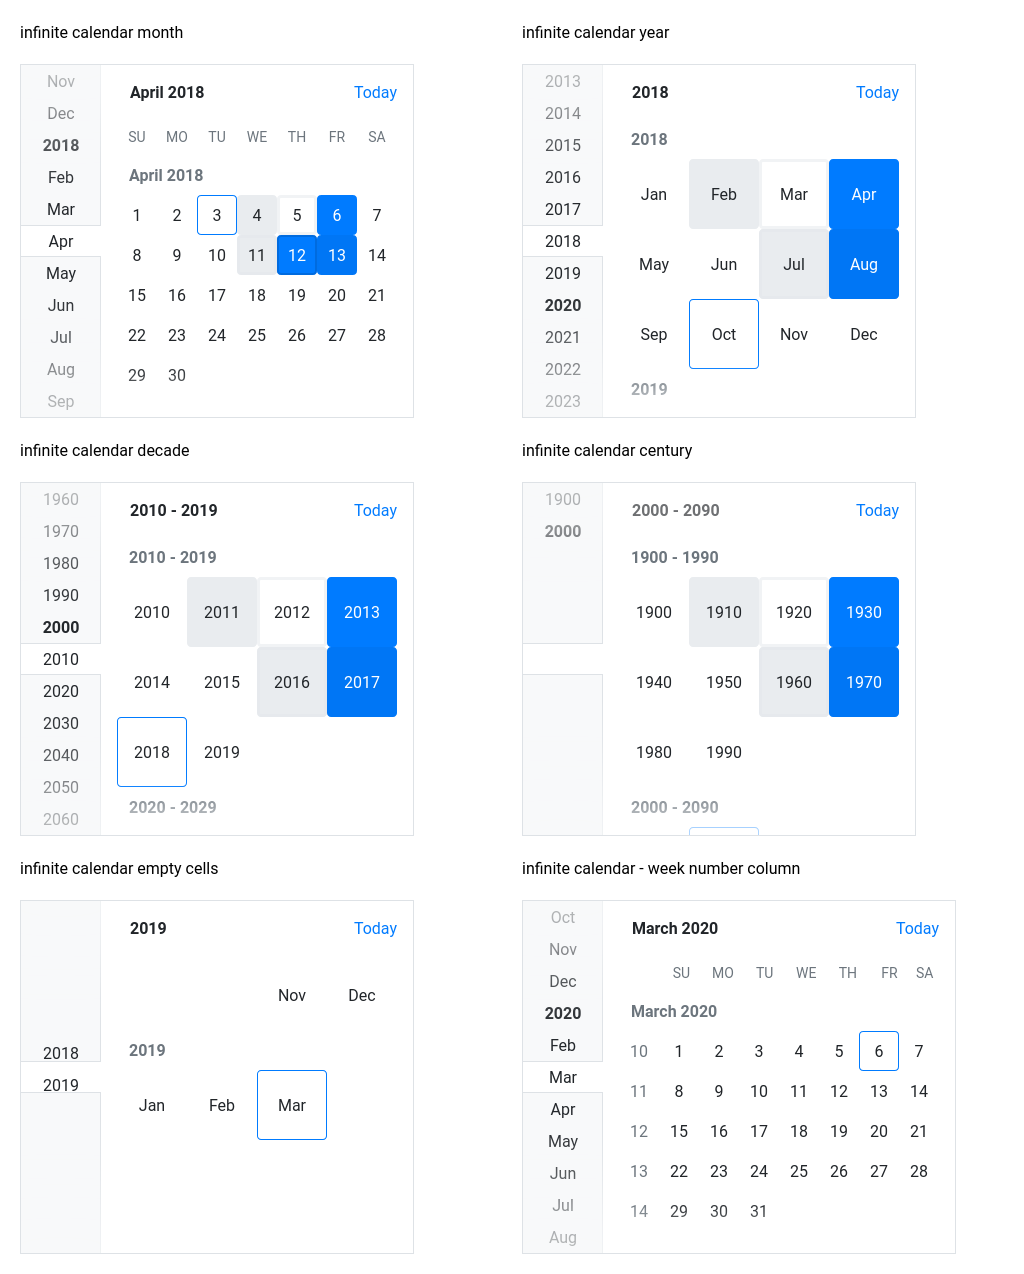 infinite calendar month
Nov
Dec
2018
Feb
Mar
Apr
May
Jun
Jul
Aug
Sep
April 2018 Today
SU MO TU WE TH FR SA
April 2018
1 2 3 4 5 6 7
8 9 10 11 12 13 14
15 16 17 18 19 20 21
22 23 24 25 26 27 28
29 30
infinite calendar year
2013
2014
2015
2016
2017
2018
2019
2020
2021
2022
2023
2018 Today
2018
Jan Feb Mar Apr
May Jun Jul Aug
Sep Oct Nov Dec
2019
infinite calendar decade
1960
1970
1980
1990
2000
2010
2020
2030
2040
2050
2060
2010 - 2019 Today
2010 - 2019
2010 2011 2012 2013
2014 2015 2016 2017
2018 2019
2020 - 2029
infinite calendar century
1900
2000
2000 - 2090 Today
1900 - 1990
1900 1910 1920 1930
1940 1950 1960 1970
1980 1990
2000 - 2090
infinite calendar empty cells
2018
2019
2019 Today
Nov Dec
2019
Jan Feb Mar
infinite calendar - week number column
Oct
Nov
Dec
2020
Feb
Mar
Apr
May
Jun
Jul
Aug
March 2020 Today
SU MO TU WE TH FR SA
March 2020
10 1 2 3 4 5 6 7
11 8 9 10 11 12 13 14
12 15 16 17 18 19 20 21
13 22 23 24 25 26 27 28
14 29 30 31